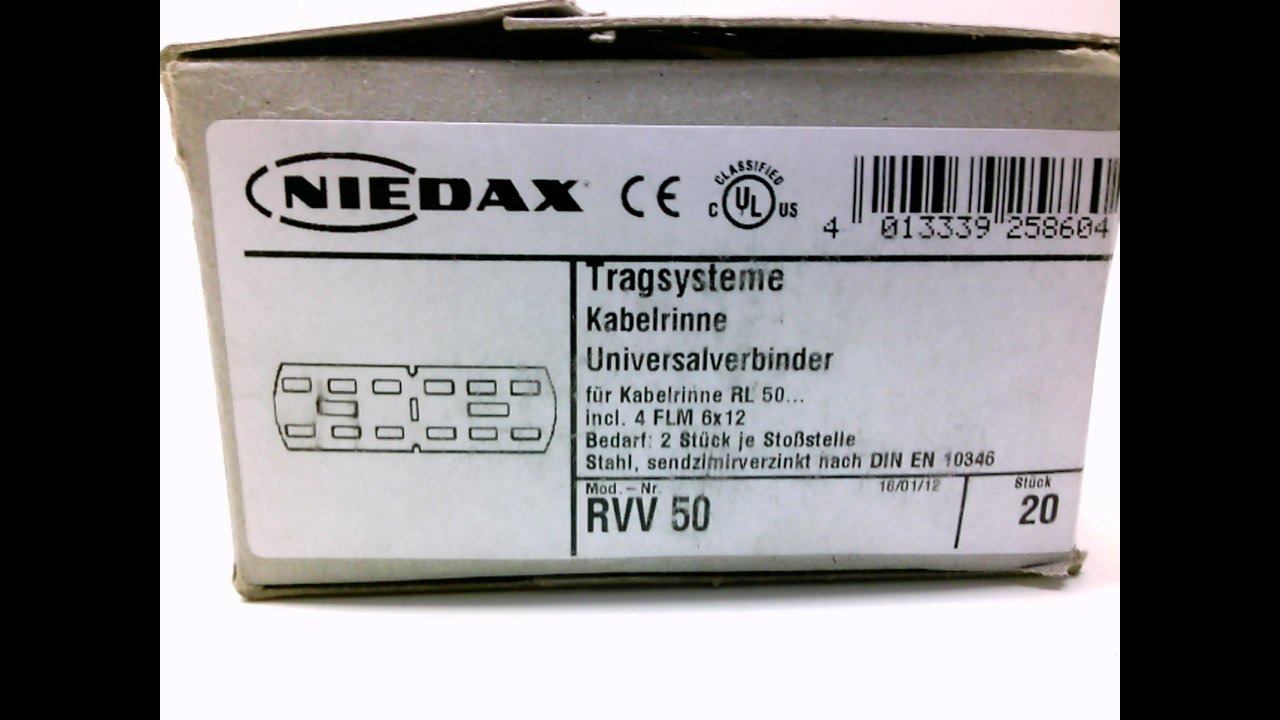 NIEDAX
CE
CLASSIFIED
C UL US
4 013339 258604
Tragsysteme
Kabelrinne
Universalverbinder
für Kabelrinne RL 50...
incl. 4 FLM 6x12
Bedarf: 2 Stück je Stoßstelle
Stahl, sendzimirverzinkt nach DIN EN 10346
Mod.-Nr.
16/01/12
Stück
RVV 50
20